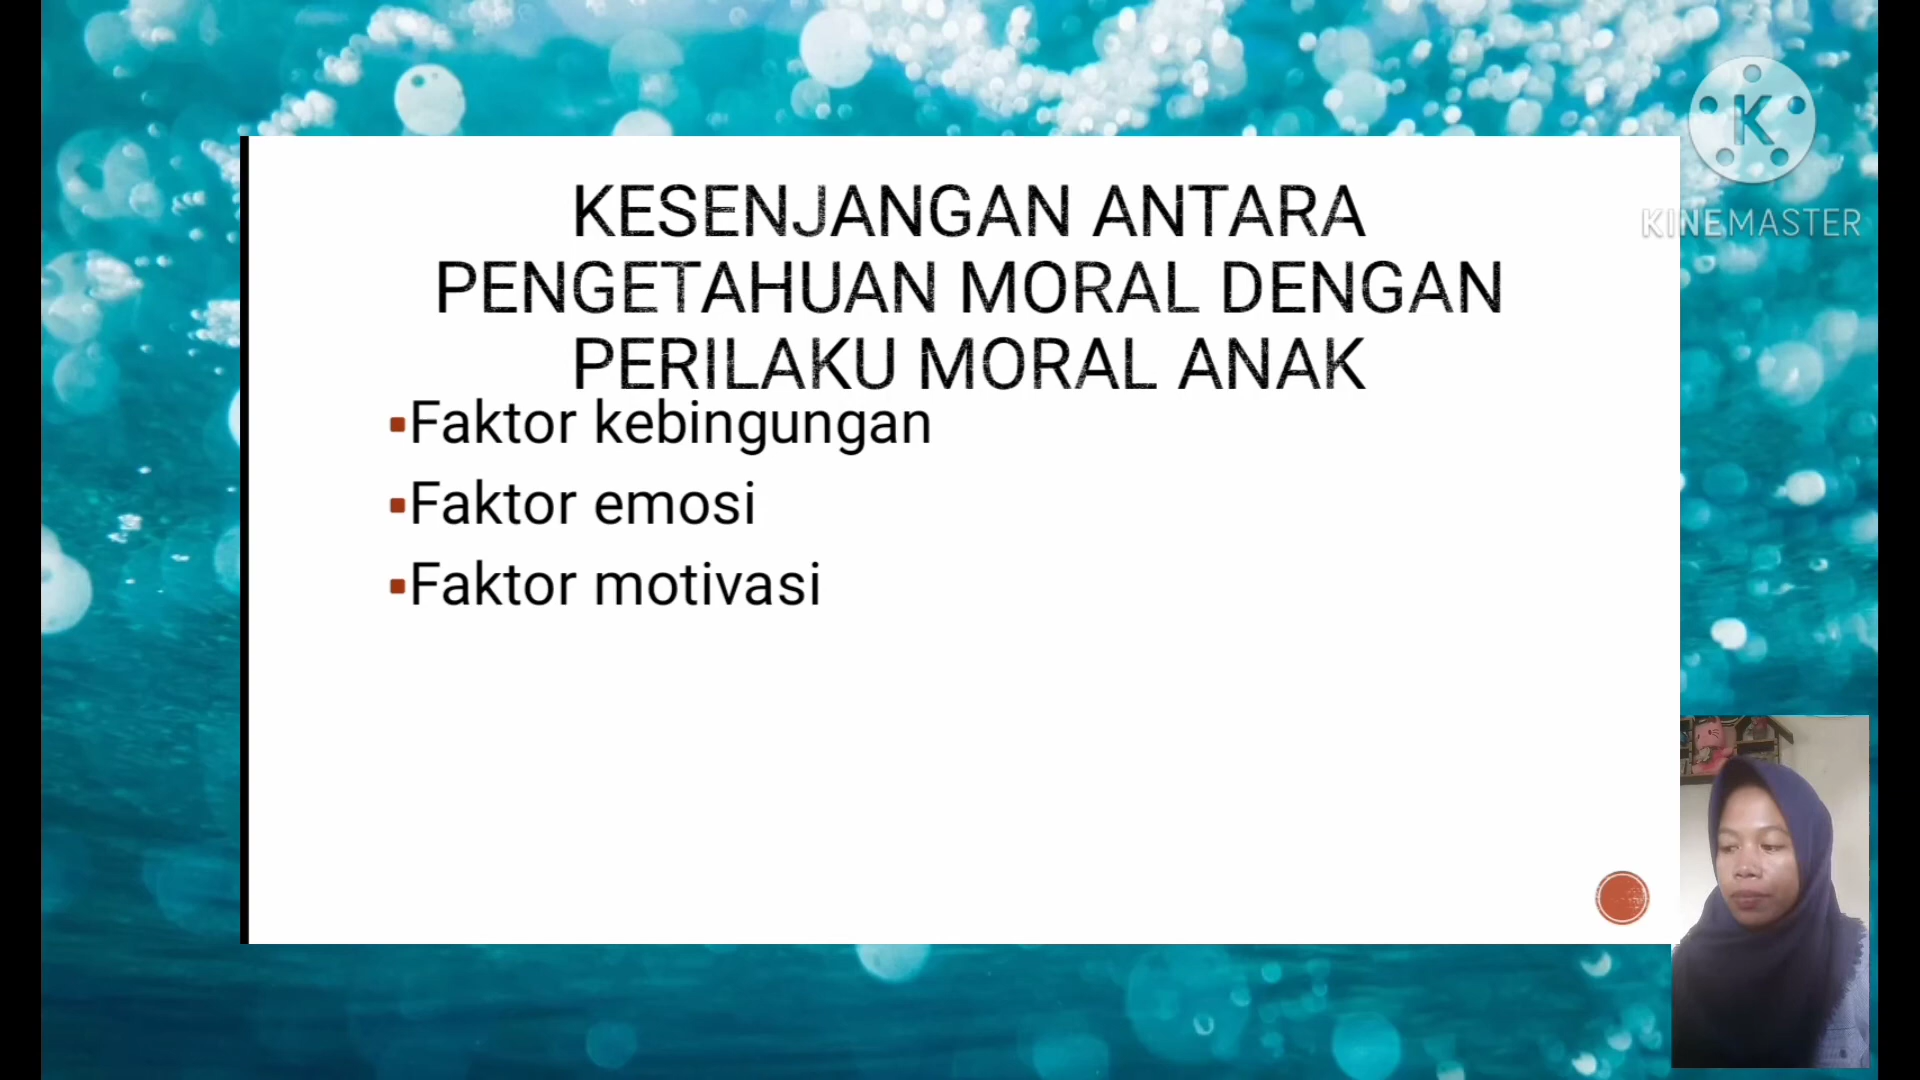 KESENJANGAN ANTARA
PENGETAHUAN MORAL DENGAN
PERILAKU MORAL ANAK
▪Faktor kebingungan
▪Faktor emosi
▪Faktor motivasi
K
KINEMASTER